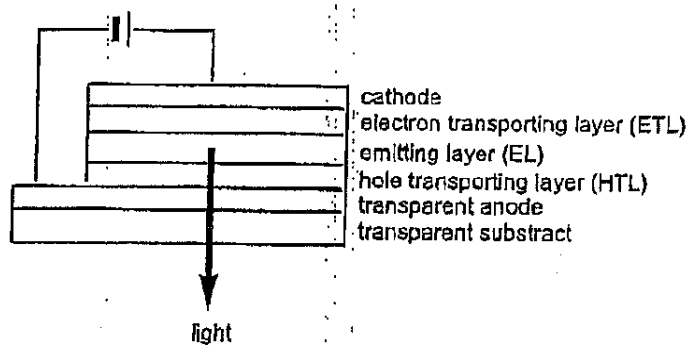 cathode
electron transporting layer (ETL)
emitting layer (EL)
hole transporting layer (HTL)
transparent anode
transparent substract
light